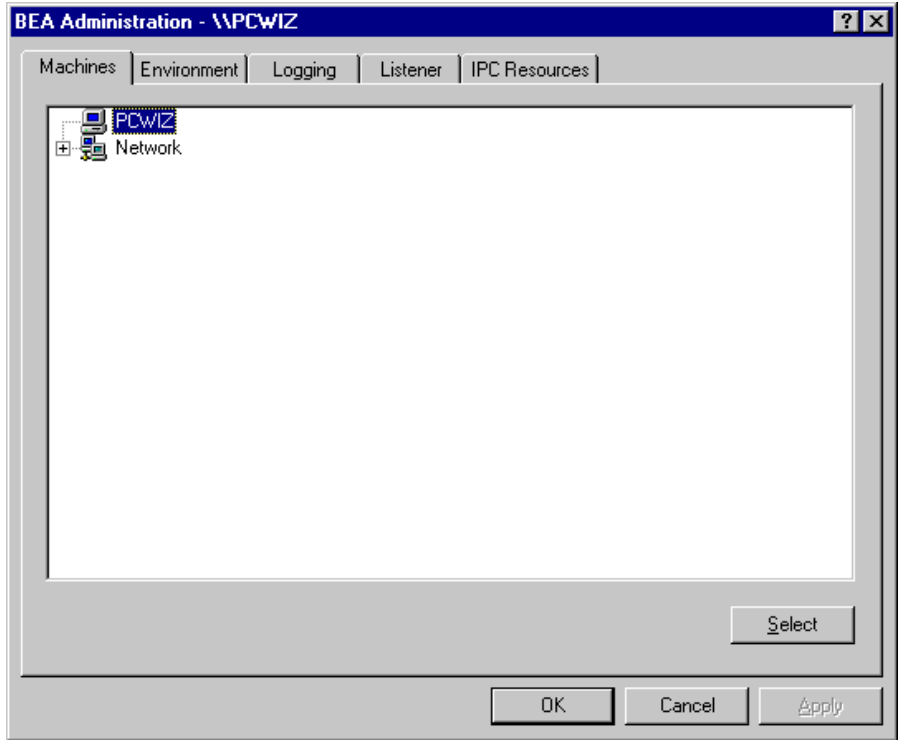 BEA Administration - \\PCWIZ
Machines Environment Logging Listener IPC Resources
PCWIZ
Network
Select
OK Cancel Apply